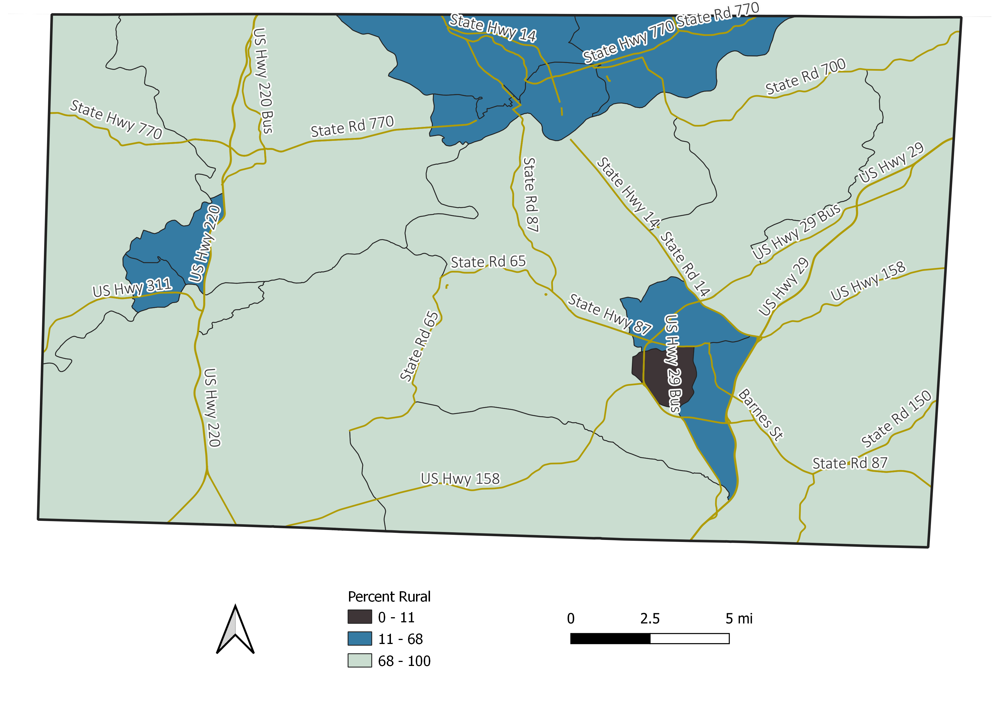 State Rd 770
State Hwy 14
State Hwy 770
US Hwy 220 Bus
State Rd 700
State Hwy 770
State Rd 770
US Hwy 29
State Rd 87
State Hwy 14
US Hwy 220
US Hwy 29 Bus
State Rd 14
State Rd 65
US Hwy 29
US Hwy 158
US Hwy 311
State Hwy 87
State Rd 65
US Hwy 29 Bus
US Hwy 220
Barnes St
State Rd 150
State Rd 87
US Hwy 158
Percent Rural
0 - 11
11 - 68
68 - 100
0 2.5 5 mi